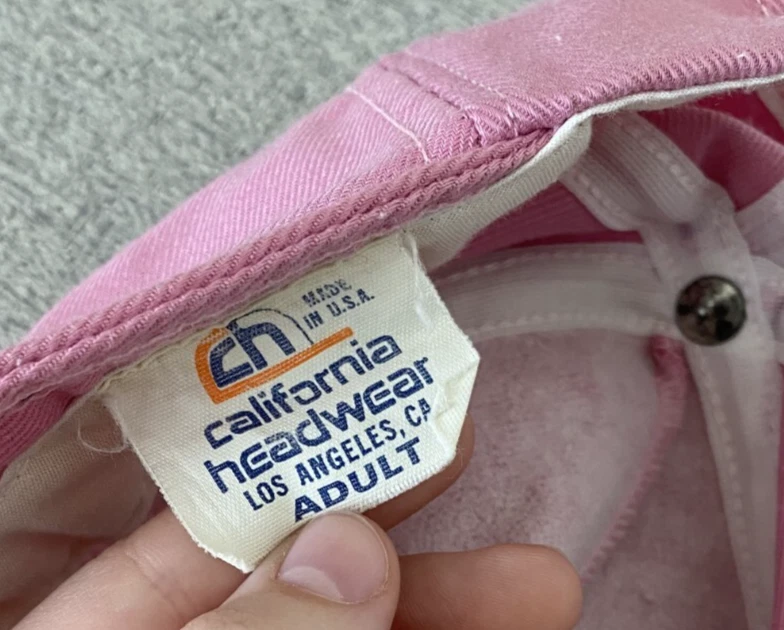 MADE
IN U.S.A.
ch
california
headwear
LOS ANGELES, CA
ADULT